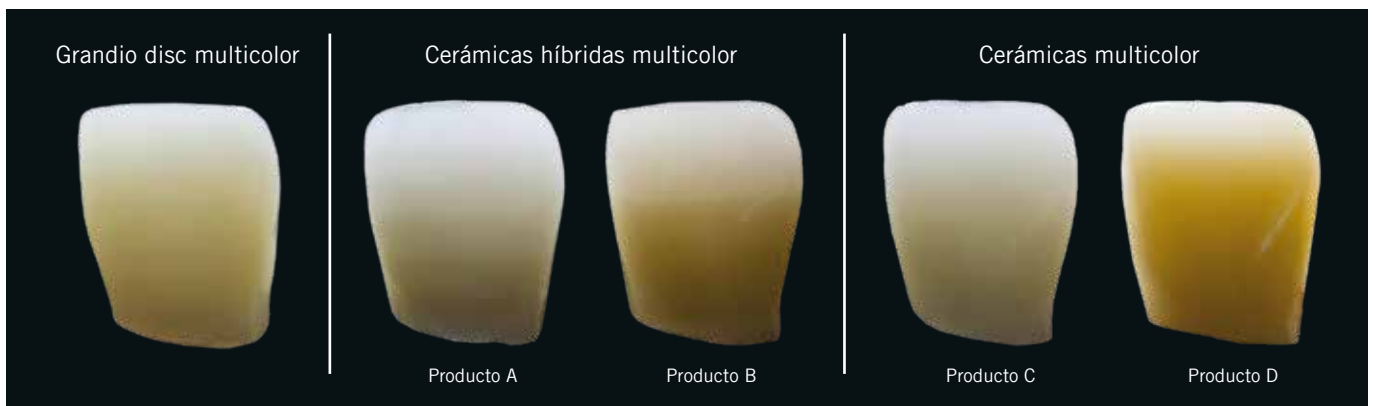 Grandio disc multicolor
Cerámicas híbridas multicolor
Cerámicas multicolor
Producto A
Producto B
Producto C
Producto D